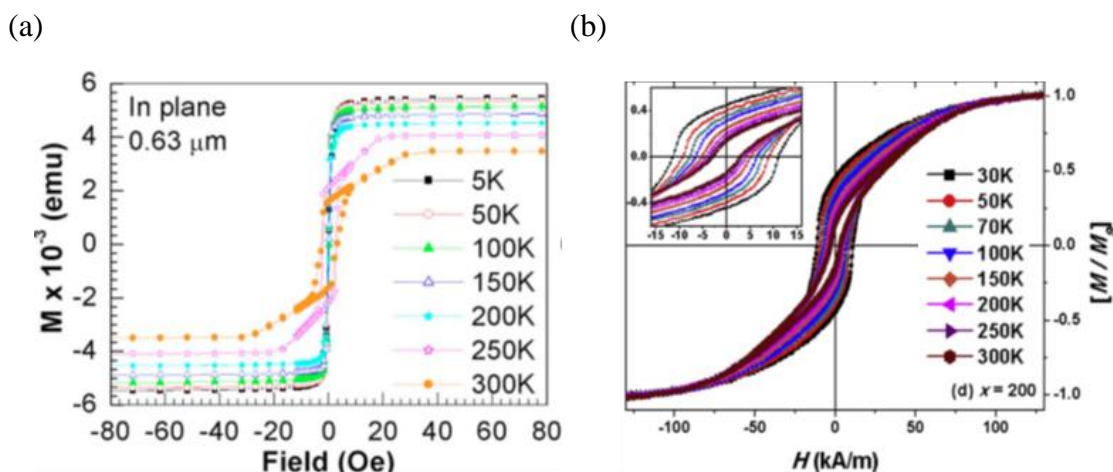 (a)
(b)
6
4
2
0
-2
-4
-6
M x 10⁻³ (emu)
In plane
0.63 μm
5K
50K
100K
150K
200K
250K
300K
-80 -60 -40 -20 0 20 40 60 80
Field (Oe)
0.4
0.0
-0.4
-15 -10 -5 0 5 10 15
30K
50K
70K
100K
150K
200K
250K
300K
(d) x = 200
1.0
0.5
0.0
-0.5
-1.0
-100 -50 0 50 100
H (kA/m)